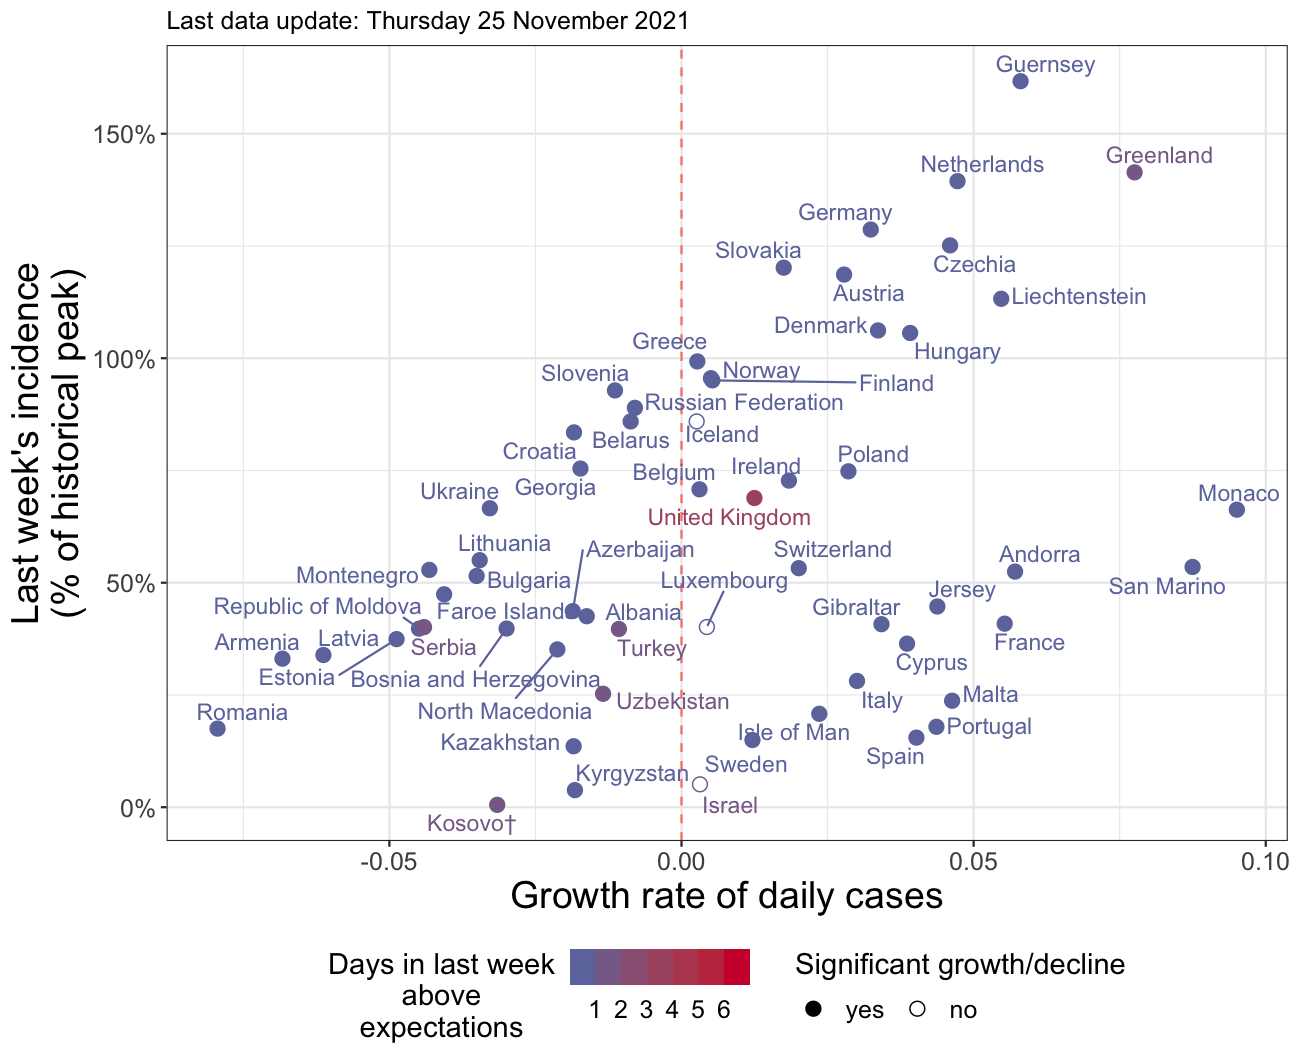 Last data update: Thursday 25 November 2021
Last week's incidence
(% of historical peak)
150%
100%
50%
0%
Guernsey
Greenland
Netherlands
Germany
Slovakia
Czechia
Austria
Liechtenstein
Denmark
Greece
Hungary
Norway
Slovenia
Finland
Russian Federation
Belarus
Iceland
Croatia
Poland
Ireland
Belgium
Georgia
Ukraine
Monaco
United Kingdom
Lithuania
Azerbaijan
Switzerland
Andorra
Montenegro
Bulgaria
Luxembourg
San Marino
Jersey
Republic of Moldova
Faroe Islands
Albania
Gibraltar
Armenia
Latvia
Serbia
Turkey
France
Cyprus
Estonia
Bosnia and Herzegovina
Uzbekistan
Italy
Malta
Romania
North Macedonia
Portugal
Isle of Man
Kazakhstan
Spain
Sweden
Kyrgyzstan
Israel
Kosovo†
-0.05
0.00
0.05
0.10
Growth rate of daily cases
Days in last week
above
expectations
1 2 3 4 5 6
Significant growth/decline
yes
no